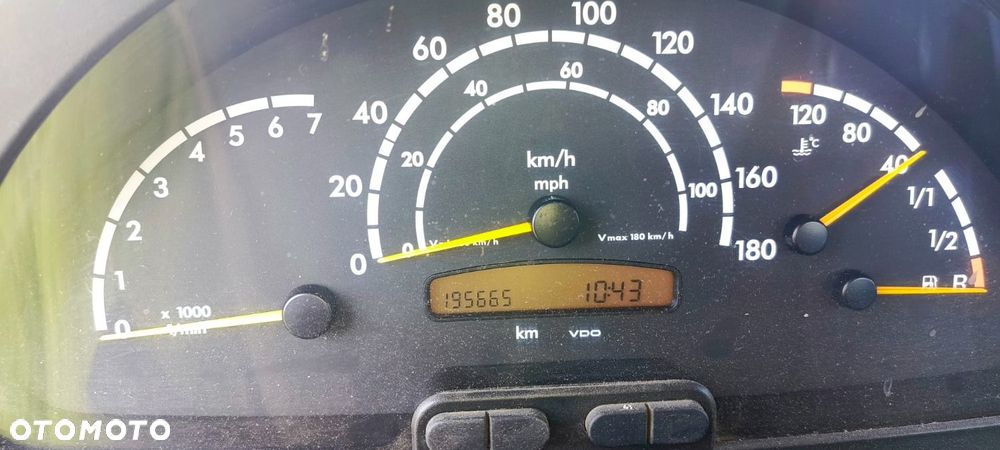 0 1 2 3 4 5 6 7
x 1000
0 20 40 60 80 100 120 140 160 180
0 20 40 60 80 100
km/h
mph
Vmax 180 km/h
195665 10:43
km VDO
120 80 40
°C
1/1
1/2
R
OTOMOTO